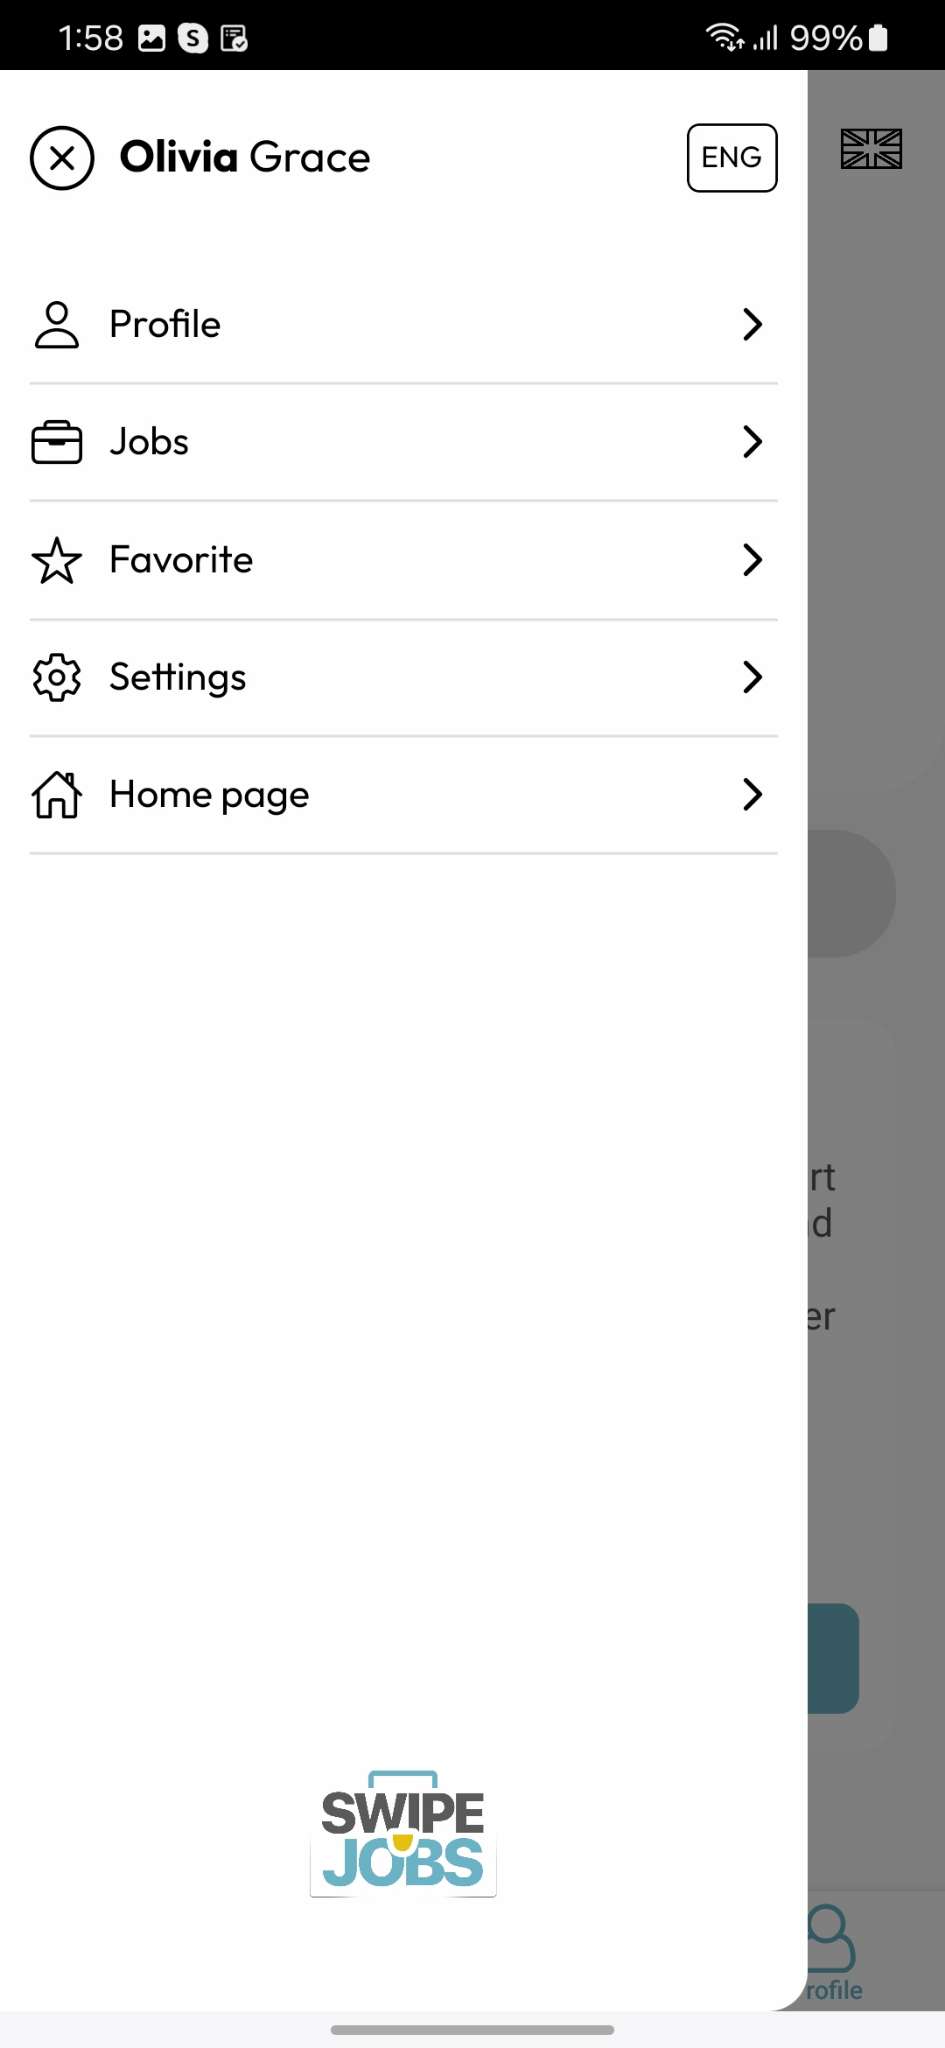 1:58
99%
Olivia Grace
ENG
Profile
Jobs
Favorite
Settings
Home page
rt
d
er
SWIPE
JOBS
rofile